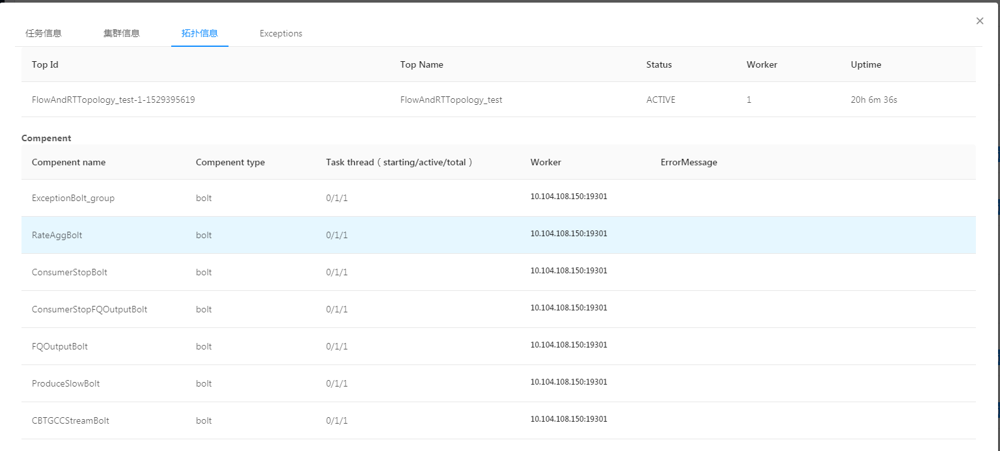 任务信息 集群信息 拓扑信息 Exceptions
Top Id Top Name Status Worker Uptime
FlowAndRTTopology_test-1-1529395619 FlowAndRTTopology_test ACTIVE 1 20h 6m 36s
Compenent
Compenent name Compenent type Task thread（starting/active/total） Worker ErrorMessage
ExceptionBolt_group bolt 0/1/1 10.104.108.150:19301
RateAggBolt bolt 0/1/1 10.104.108.150:19301
ConsumerStopBolt bolt 0/1/1 10.104.108.150:19301
ConsumerStopFQOutputBolt bolt 0/1/1 10.104.108.150:19301
FQOutputBolt bolt 0/1/1 10.104.108.150:19301
ProduceSlowBolt bolt 0/1/1 10.104.108.150:19301
CBTGCCStreamBolt bolt 0/1/1 10.104.108.150:19301